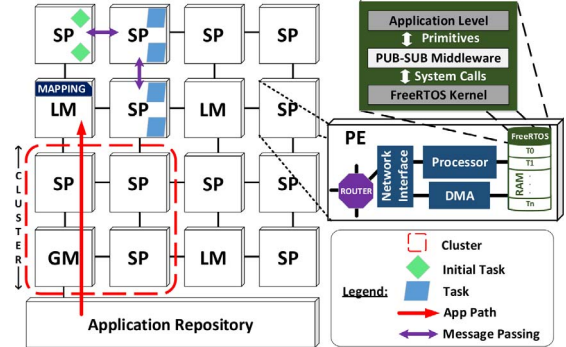 SP
SP
SP
SP
MAPPING
LM
SP
LM
SP
CLUSTER
SP
SP
SP
SP
GM
SP
LM
SP
Application Repository
Application Level
Primitives
PUB-SUB Middleware
System Calls
FreeRTOS Kernel
PE
ROUTER
Network
Interface
Processor
DMA
FreeRTOS
T0
T1
RAM
Tn
Cluster
Initial Task
Legend:
Task
App Path
Message Passing